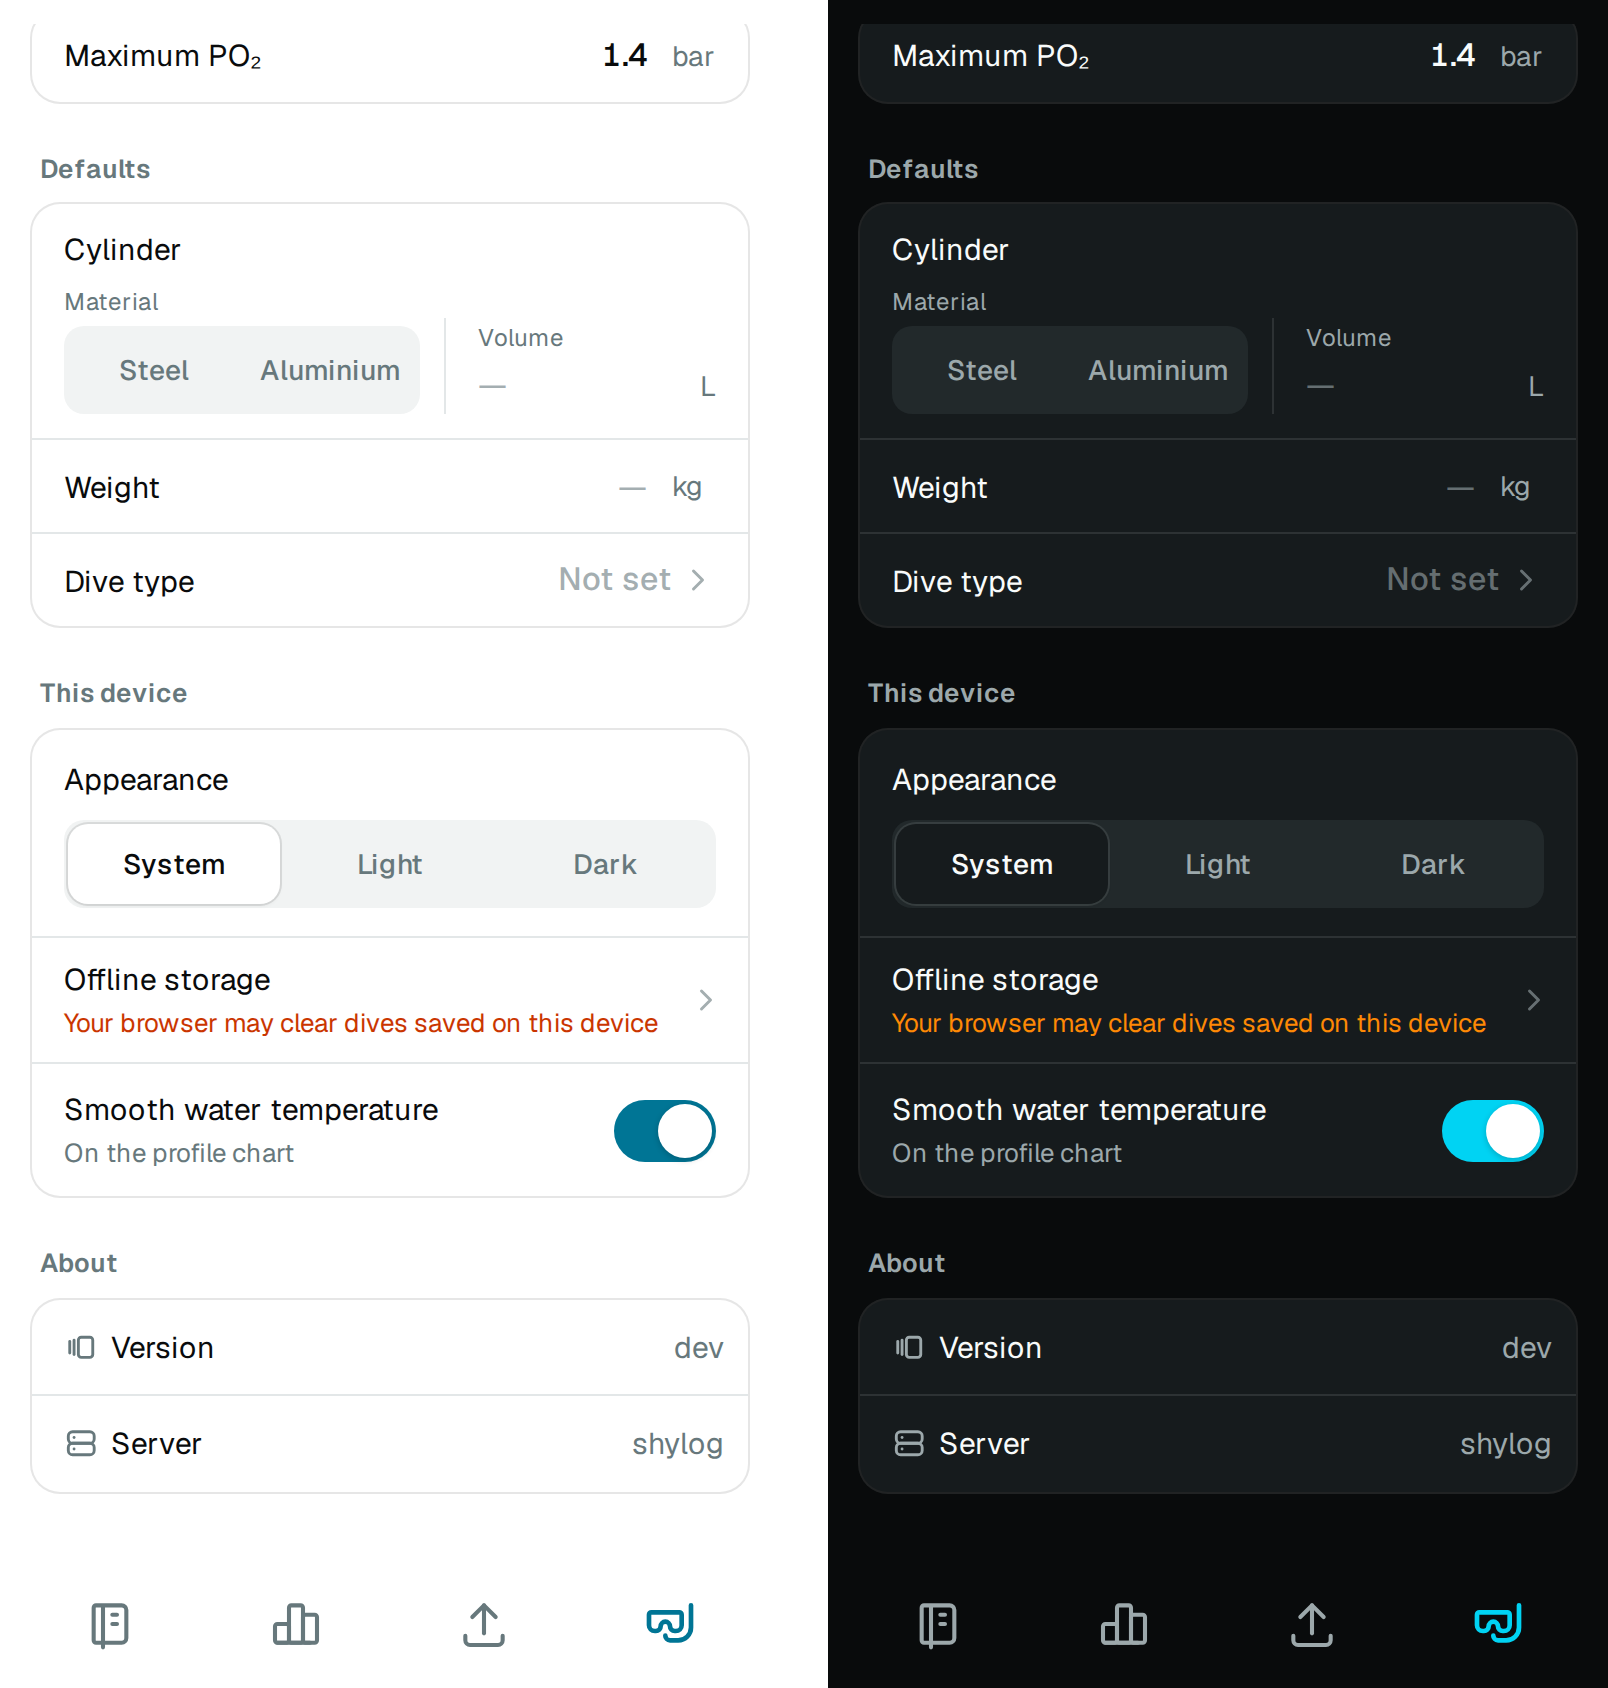 Maximum PO₂ 1.4 bar
Defaults
Cylinder
Material
Volume
Steel Aluminium
— L
Weight — kg
Dive type Not set
This device
Appearance
System Light Dark
Offline storage
Your browser may clear dives saved on this device
Smooth water temperature
On the profile chart
About
Version dev
Server shylog
Maximum PO₂ 1.4 bar
Defaults
Cylinder
Material
Volume
Steel Aluminium
— L
Weight — kg
Dive type Not set
This device
Appearance
System Light Dark
Offline storage
Your browser may clear dives saved on this device
Smooth water temperature
On the profile chart
About
Version dev
Server shylog